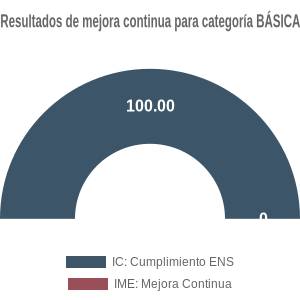 Resultados de mejora continua para categoría BÁSICA
100.00
0
IC: Cumplimiento ENS
IME: Mejora Continua